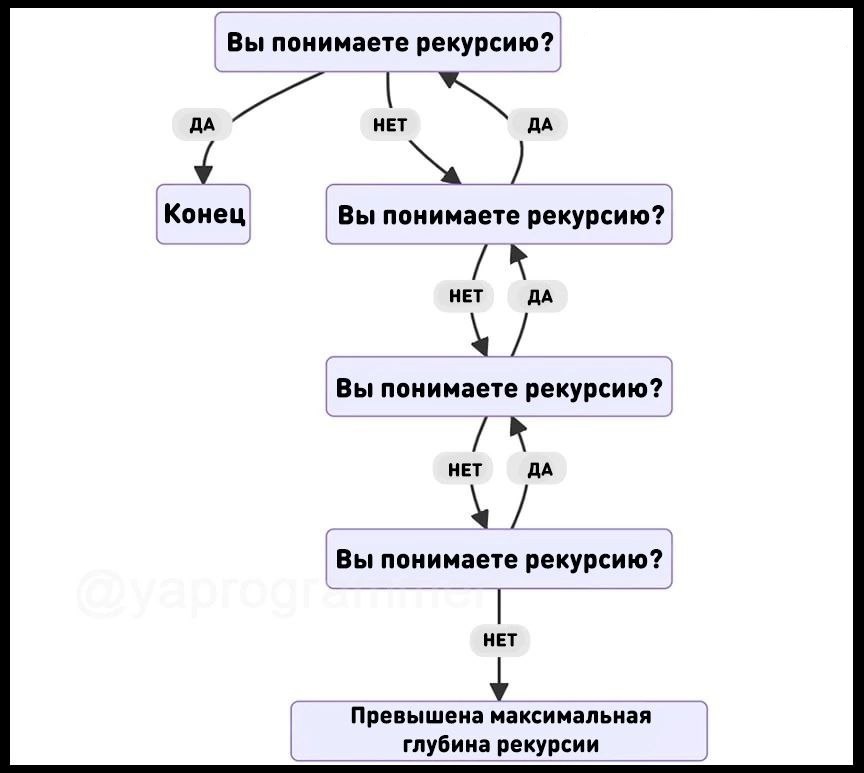 Вы понимаете рекурсию?
ДА
НЕТ
ДА
Конец
Вы понимаете рекурсию?
НЕТ
ДА
Вы понимаете рекурсию?
НЕТ
ДА
Вы понимаете рекурсию?
@yaprogrammer
НЕТ
Превышена максимальная
глубина рекурсии